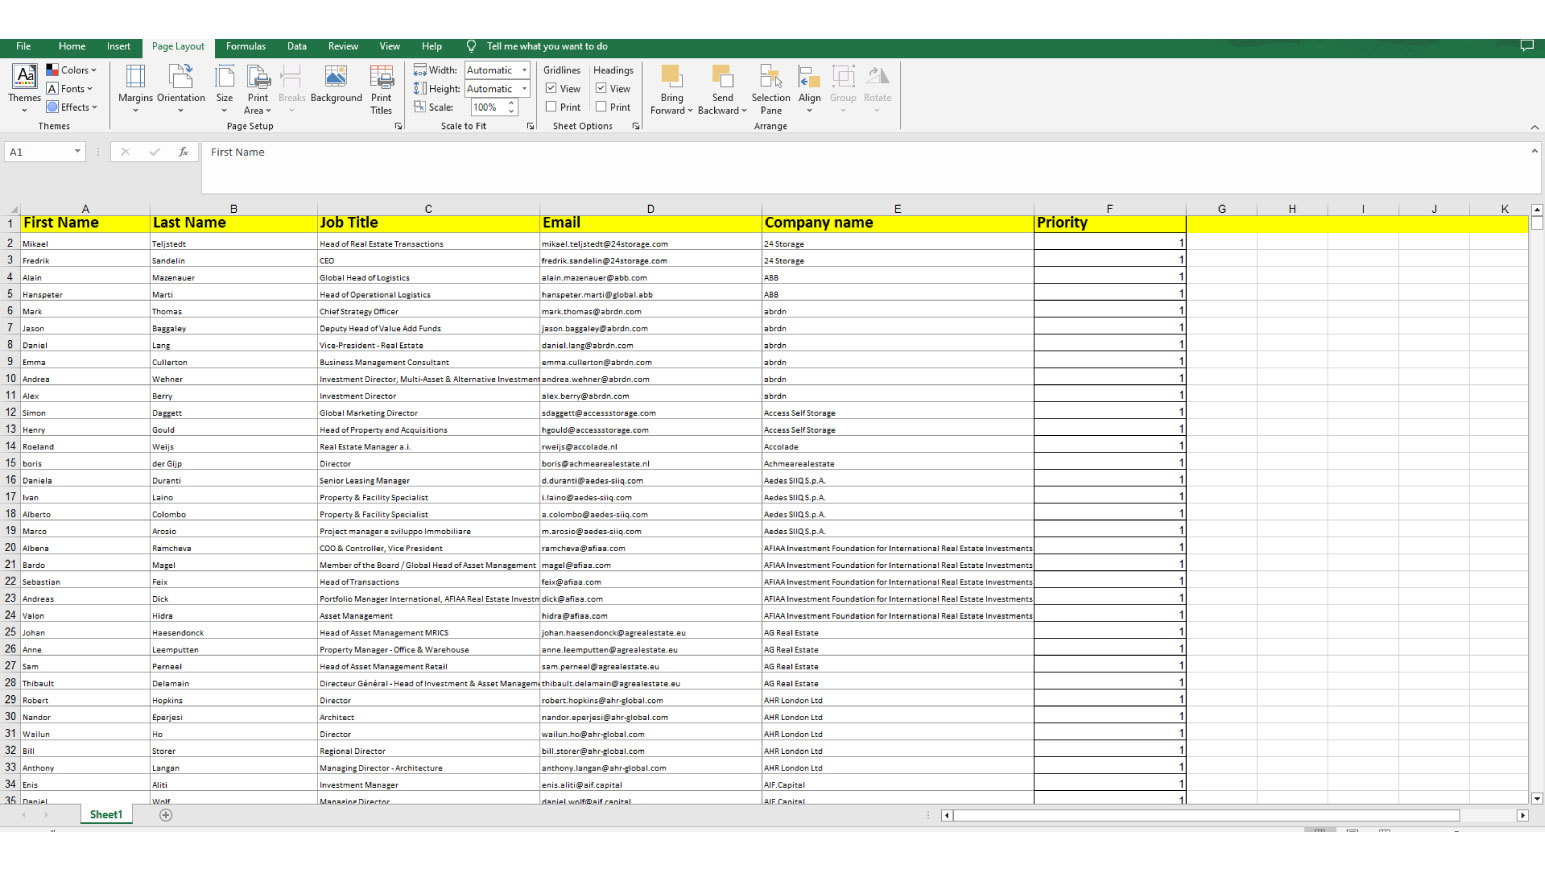 File Home Insert Page Layout Formulas Data Review View Help Tell me what you want to do
Colors Width: Automatic Gridlines Headings
Fonts Height: Automatic View View
Themes Effects Margins Orientation Size Print Area Breaks Background Print Titles Scale: 100% Print Print Bring Forward Send Backward Selection Pane Align Group Rotate
Themes Page Setup Scale to Fit Sheet Options Arrange
A1 fx First Name
A B C D E F G H I J K
1 First Name Last Name Job Title Email Company name Priority
2 Mikael Teljstedt Head of Real Estate Transactions mikael.teljstedt@24storage.com 24 Storage 1
3 Fredrik Sandelin CEO fredrik.sandelin@24storage.com 24 Storage 1
4 Alain Mazenauer Global Head of Logistics alain.mazenauer@abb.com ABB 1
5 Hanspeter Marti Head of Operational Logistics hanspeter.marti@global.abb ABB 1
6 Mark Thomas Chief Strategy Officer mark.thomas@abrdn.com abrdn 1
7 Jason Baggaley Deputy Head of Value Add Funds jason.baggaley@abrdn.com abrdn 1
8 Daniel Lang Vice-President - Real Estate daniel.lang@abrdn.com abrdn 1
9 Emma Cullerton Business Management Consultant emma.cullerton@abrdn.com abrdn 1
10 Andrea Wehner Investment Director, Multi-Asset & Alternative Investment andrea.wehner@abrdn.com abrdn 1
11 Alex Berry Investment Director alex.berry@abrdn.com abrdn 1
12 Simon Daggett Global Marketing Director sdaggett@accessstorage.com Access Self Storage 1
13 Henry Gould Head of Property and Acquisitions hgould@accessstorage.com Access Self Storage 1
14 Roeland Weijs Real Estate Manager a.i. rweijs@accolade.nl Accolade 1
15 boris der Gijp Director boris@achmearealestate.nl Achmearealestate 1
16 Daniela Duranti Senior Leasing Manager d.duranti@aedes-siiq.com Aedes SIIQ S.p.A. 1
17 Ivan Laino Property & Facility Specialist i.laino@aedes-siiq.com Aedes SIIQ S.p.A. 1
18 Alberto Colombo Property & Facility Specialist a.colombo@aedes-siiq.com Aedes SIIQ S.p.A. 1
19 Marco Arosio Project manager e sviluppo Immobiliare m.arosio@aedes-siiq.com Aedes SIIQ S.p.A. 1
20 Albena Ramcheva COO & Controller, Vice President ramcheva@afiaa.com AFIAA Investment Foundation for International Real Estate Investments 1
21 Bardo Magel Member of the Board / Global Head of Asset Management magel@afiaa.com AFIAA Investment Foundation for International Real Estate Investments 1
22 Sebastian Feix Head of Transactions feix@afiaa.com AFIAA Investment Foundation for International Real Estate Investments 1
23 Andreas Dick Portfolio Manager International, AFIAA Real Estate Investm dick@afiaa.com AFIAA Investment Foundation for International Real Estate Investments 1
24 Valon Hidra Asset Management hidra@afiaa.com AFIAA Investment Foundation for International Real Estate Investments 1
25 Johan Haesendonck Head of Asset Management MRICS johan.haesendonck@agrealestate.eu AG Real Estate 1
26 Anne Leemputten Property Manager - Office & Warehouse anne.leemputten@agrealestate.eu AG Real Estate 1
27 Sam Perneel Head of Asset Management Retail sam.perneel@agrealestate.eu AG Real Estate 1
28 Thibault Delamain Directeur Général - Head of Investment & Asset Managem thibault.delamain@agrealestate.eu AG Real Estate 1
29 Robert Hopkins Director robert.hopkins@ahr-global.com AHR London Ltd 1
30 Nandor Eperjesi Architect nandor.eperjesi@ahr-global.com AHR London Ltd 1
31 Wailun Ho Director wailun.ho@ahr-global.com AHR London Ltd 1
32 Bill Storer Regional Director bill.storer@ahr-global.com AHR London Ltd 1
33 Anthony Langan Managing Director - Architecture anthony.langan@ahr-global.com AHR London Ltd 1
34 Enis Aliti Investment Manager enis.aliti@aif.capital AIF.Capital 1
35 Daniel Wolf Managing Director daniel.wolf@aif.capital AIF.Capital 1
Sheet1